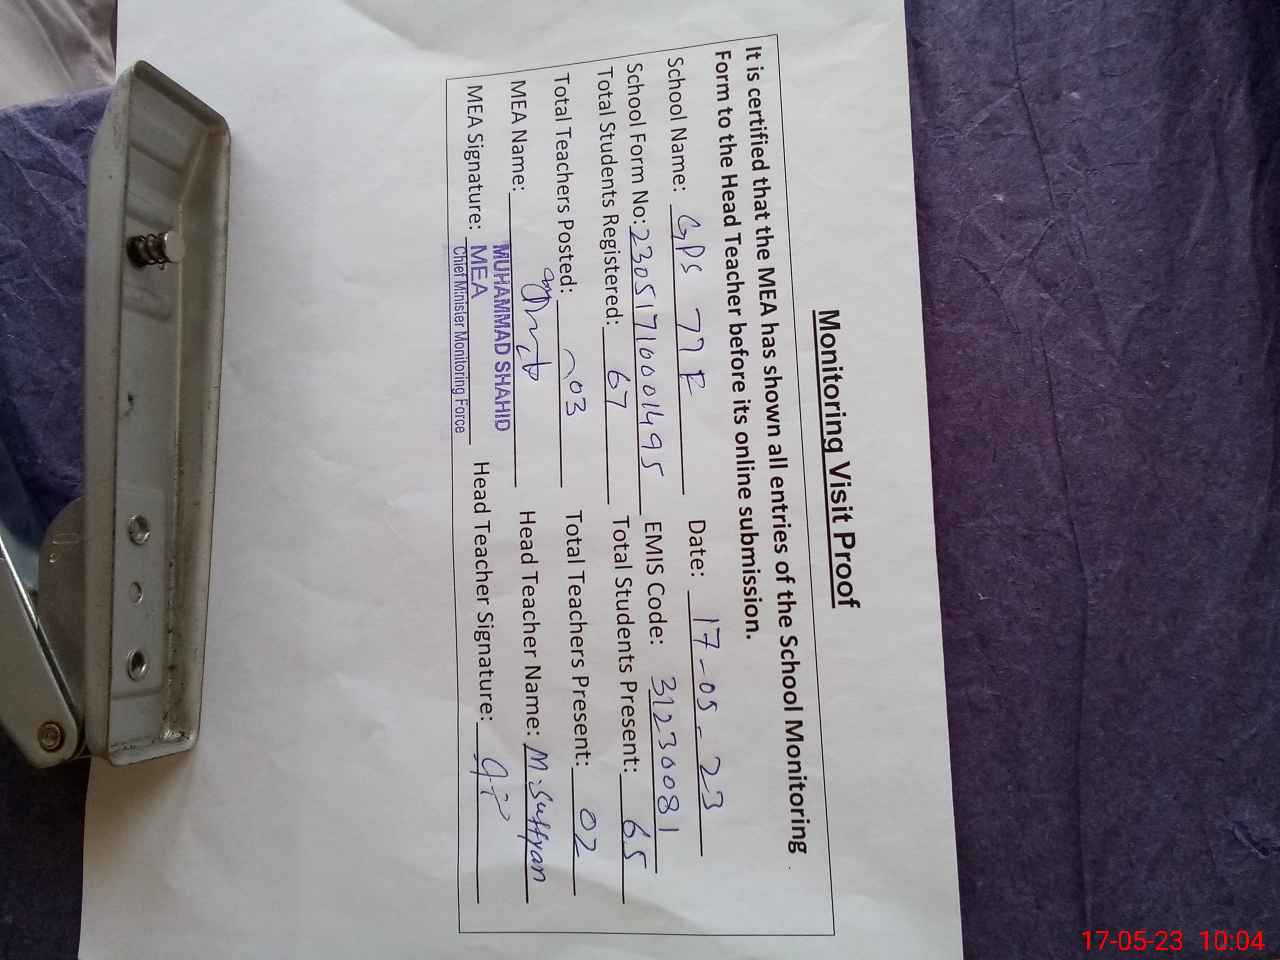 Monitoring Visit Proof
It is certified that the MEA has shown all entries of the School Monitoring
Form to the Head Teacher before its online submission.
School Name: GPS 77 F Date: 17-05-23
School Form No: 23051710001495 EMIS Code: 31230081
Total Students Registered: 67 Total Students Present: 65
Total Teachers Posted: 03 Total Teachers Present: 02
MEA Name: Head Teacher Name: M. Suffyan
MUHAMMAD SHAHID
MEA Signature: MEA Head Teacher Signature:
Chief Minister Monitoring Force
17-05-23 10:04